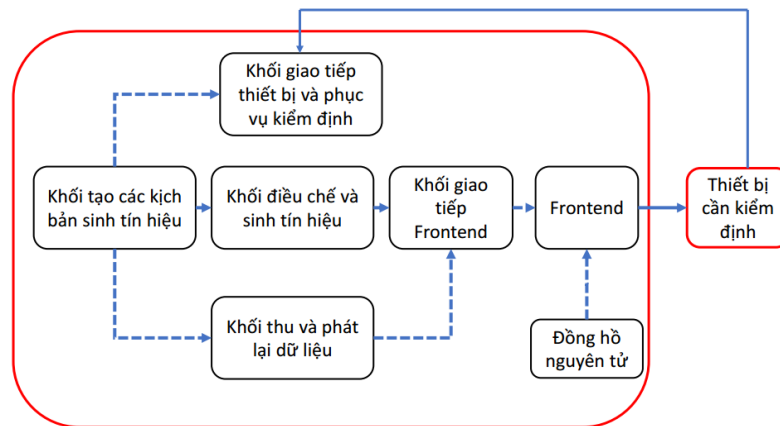 Khối giao tiếp
thiết bị và phục
vụ kiểm định
Khối tạo các kịch
bản sinh tín hiệu
Khối điều chế và
sinh tín hiệu
Khối giao
tiếp
Frontend
Frontend
Thiết bị
cần kiểm
định
Khối thu và phát
lại dữ liệu
Đồng hồ
nguyên tử